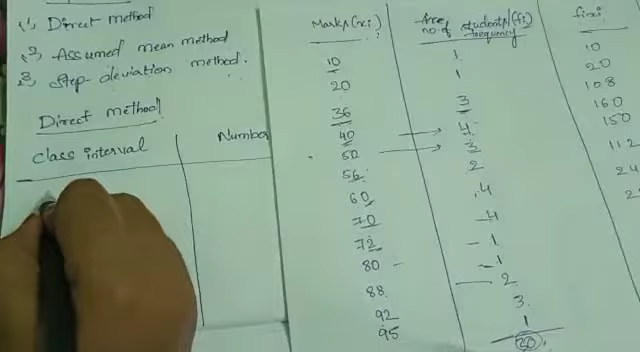 (1) Direct method
(2) Assumed mean method
(3) Step-deviation method.
Direct method!
Class interval
Number
Marks(xi)
no of students(fi)
frequency
fixi
10 1 10
20 1 20
36 3 108
40 → 4 160
50 → 3 150
56 2 112
60 4 24
70 4
72 1
80 1
88 2
92 3
95 1
30